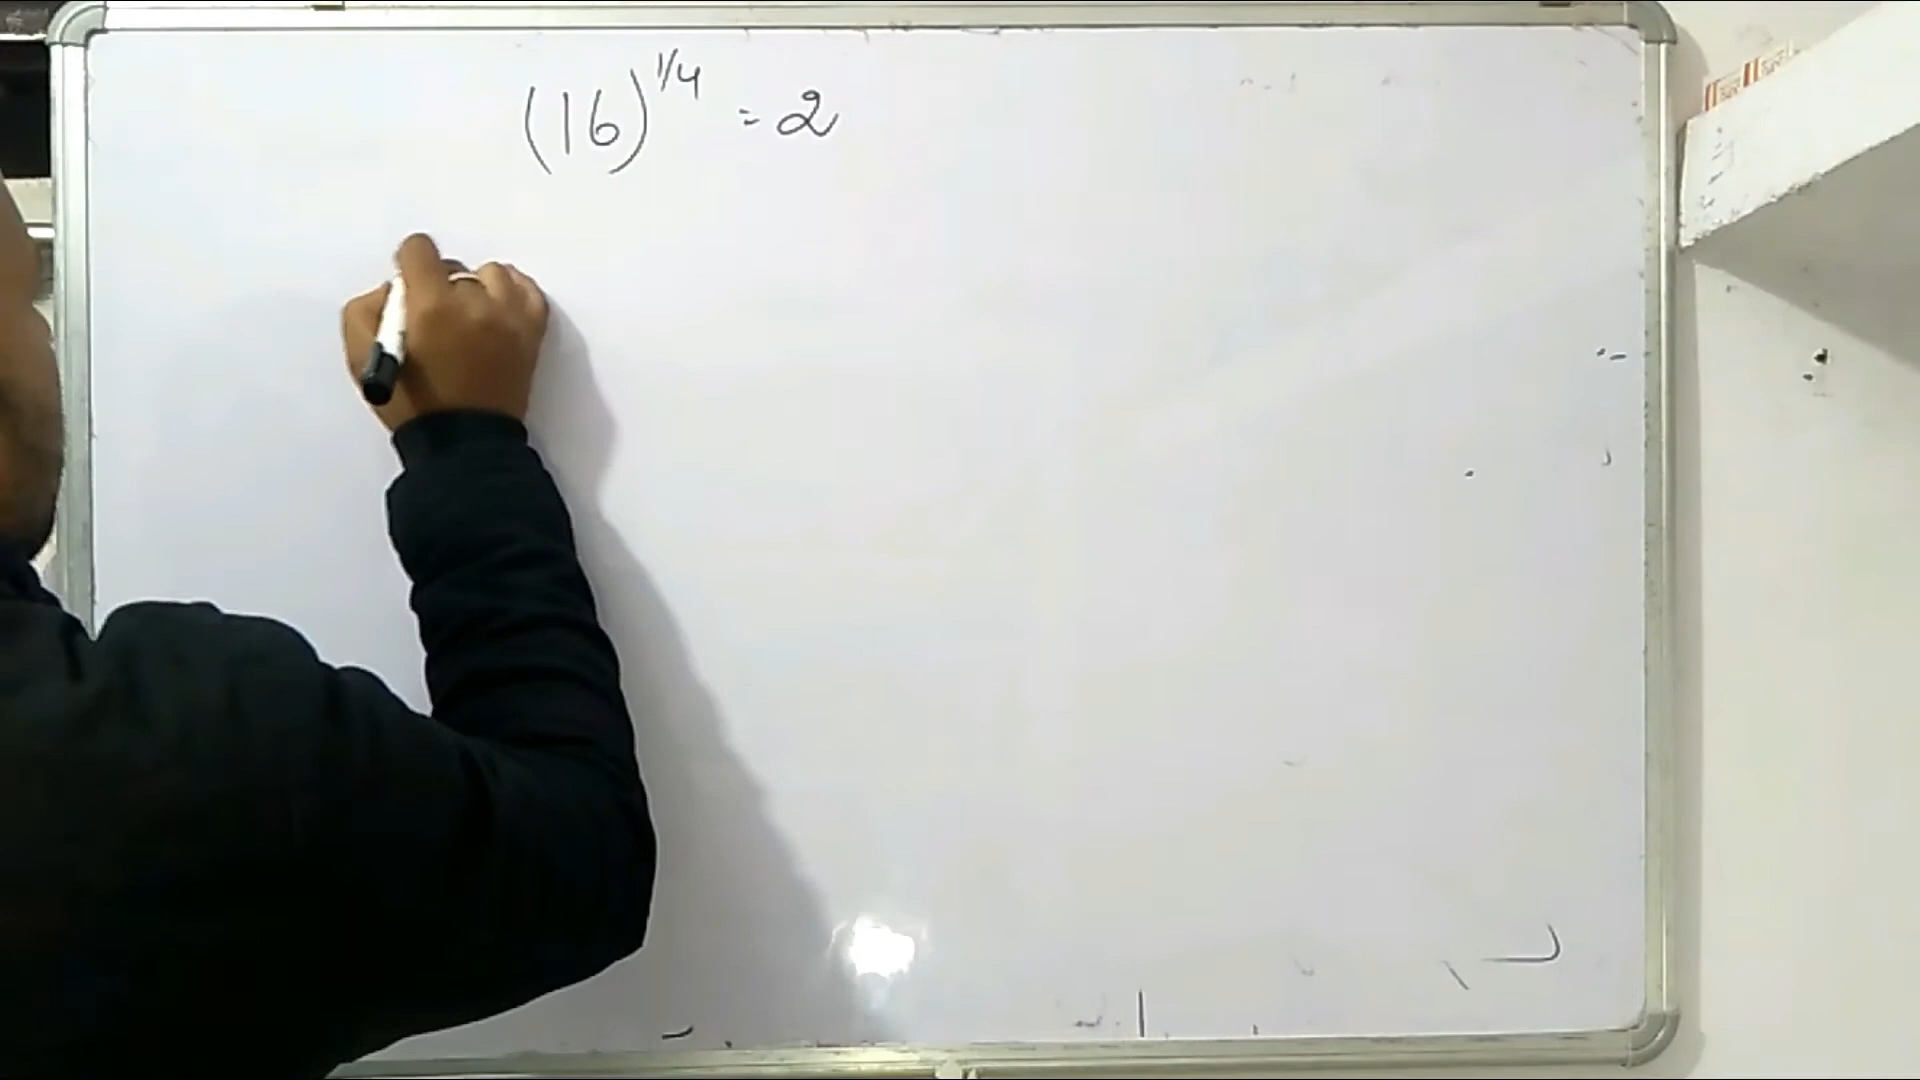 (16)^{1/4} = 2